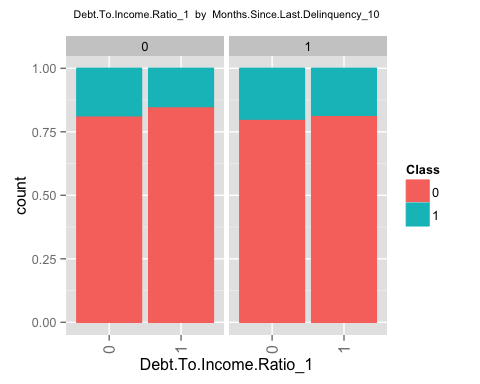 Debt.To.Income.Ratio_1 by Months.Since.Last.Delinquency_10
0 1
1.00
0.75
0.50
0.25
0.00
count
0 1 0 1
Debt.To.Income.Ratio_1
Class
0
1